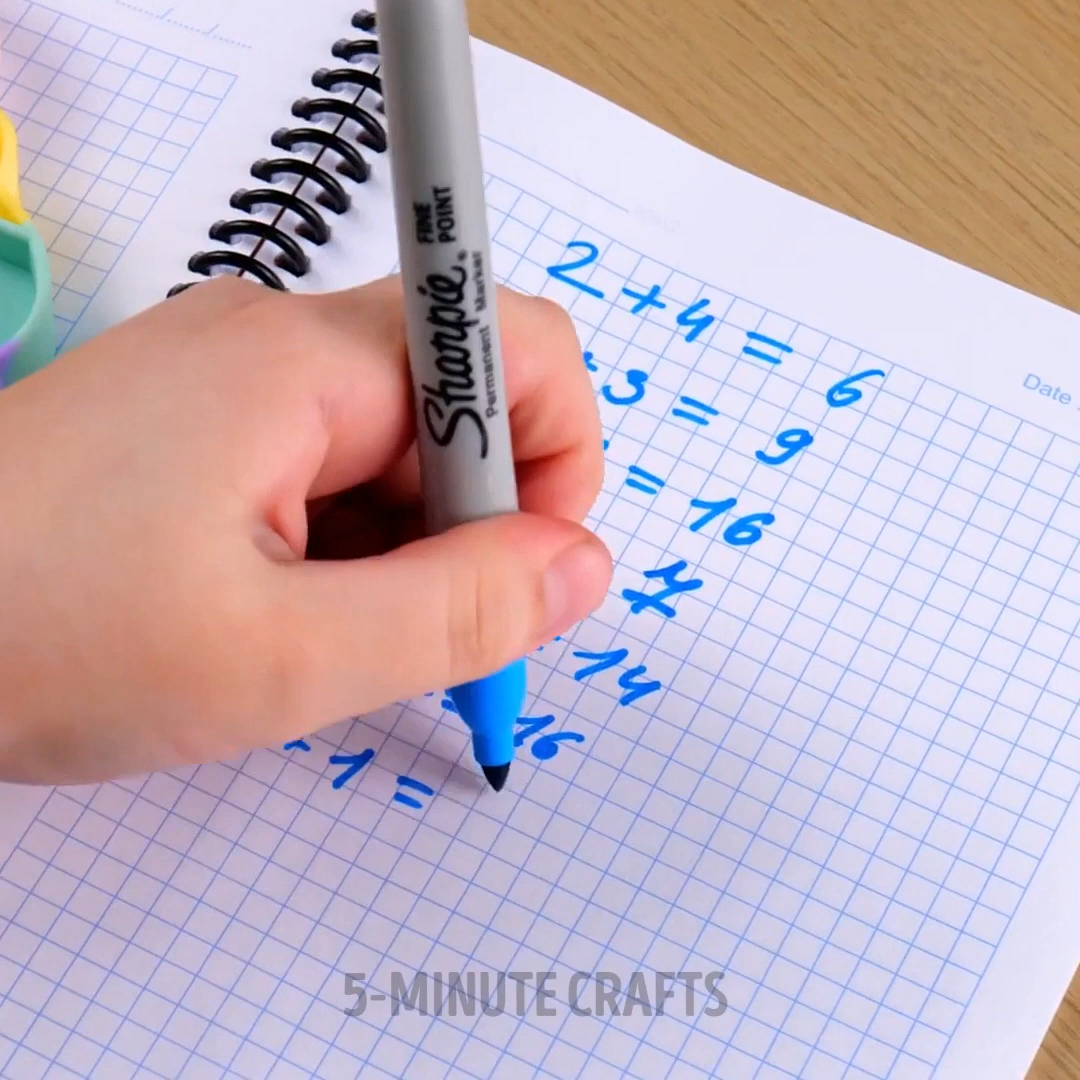 2 + 4 = 6
+ 3 = 9
= 16
7
14
= 16
+ 1 =
Date
Sharpie.
FINE POINT
Permanent Marker
5-MINUTE CRAFTS